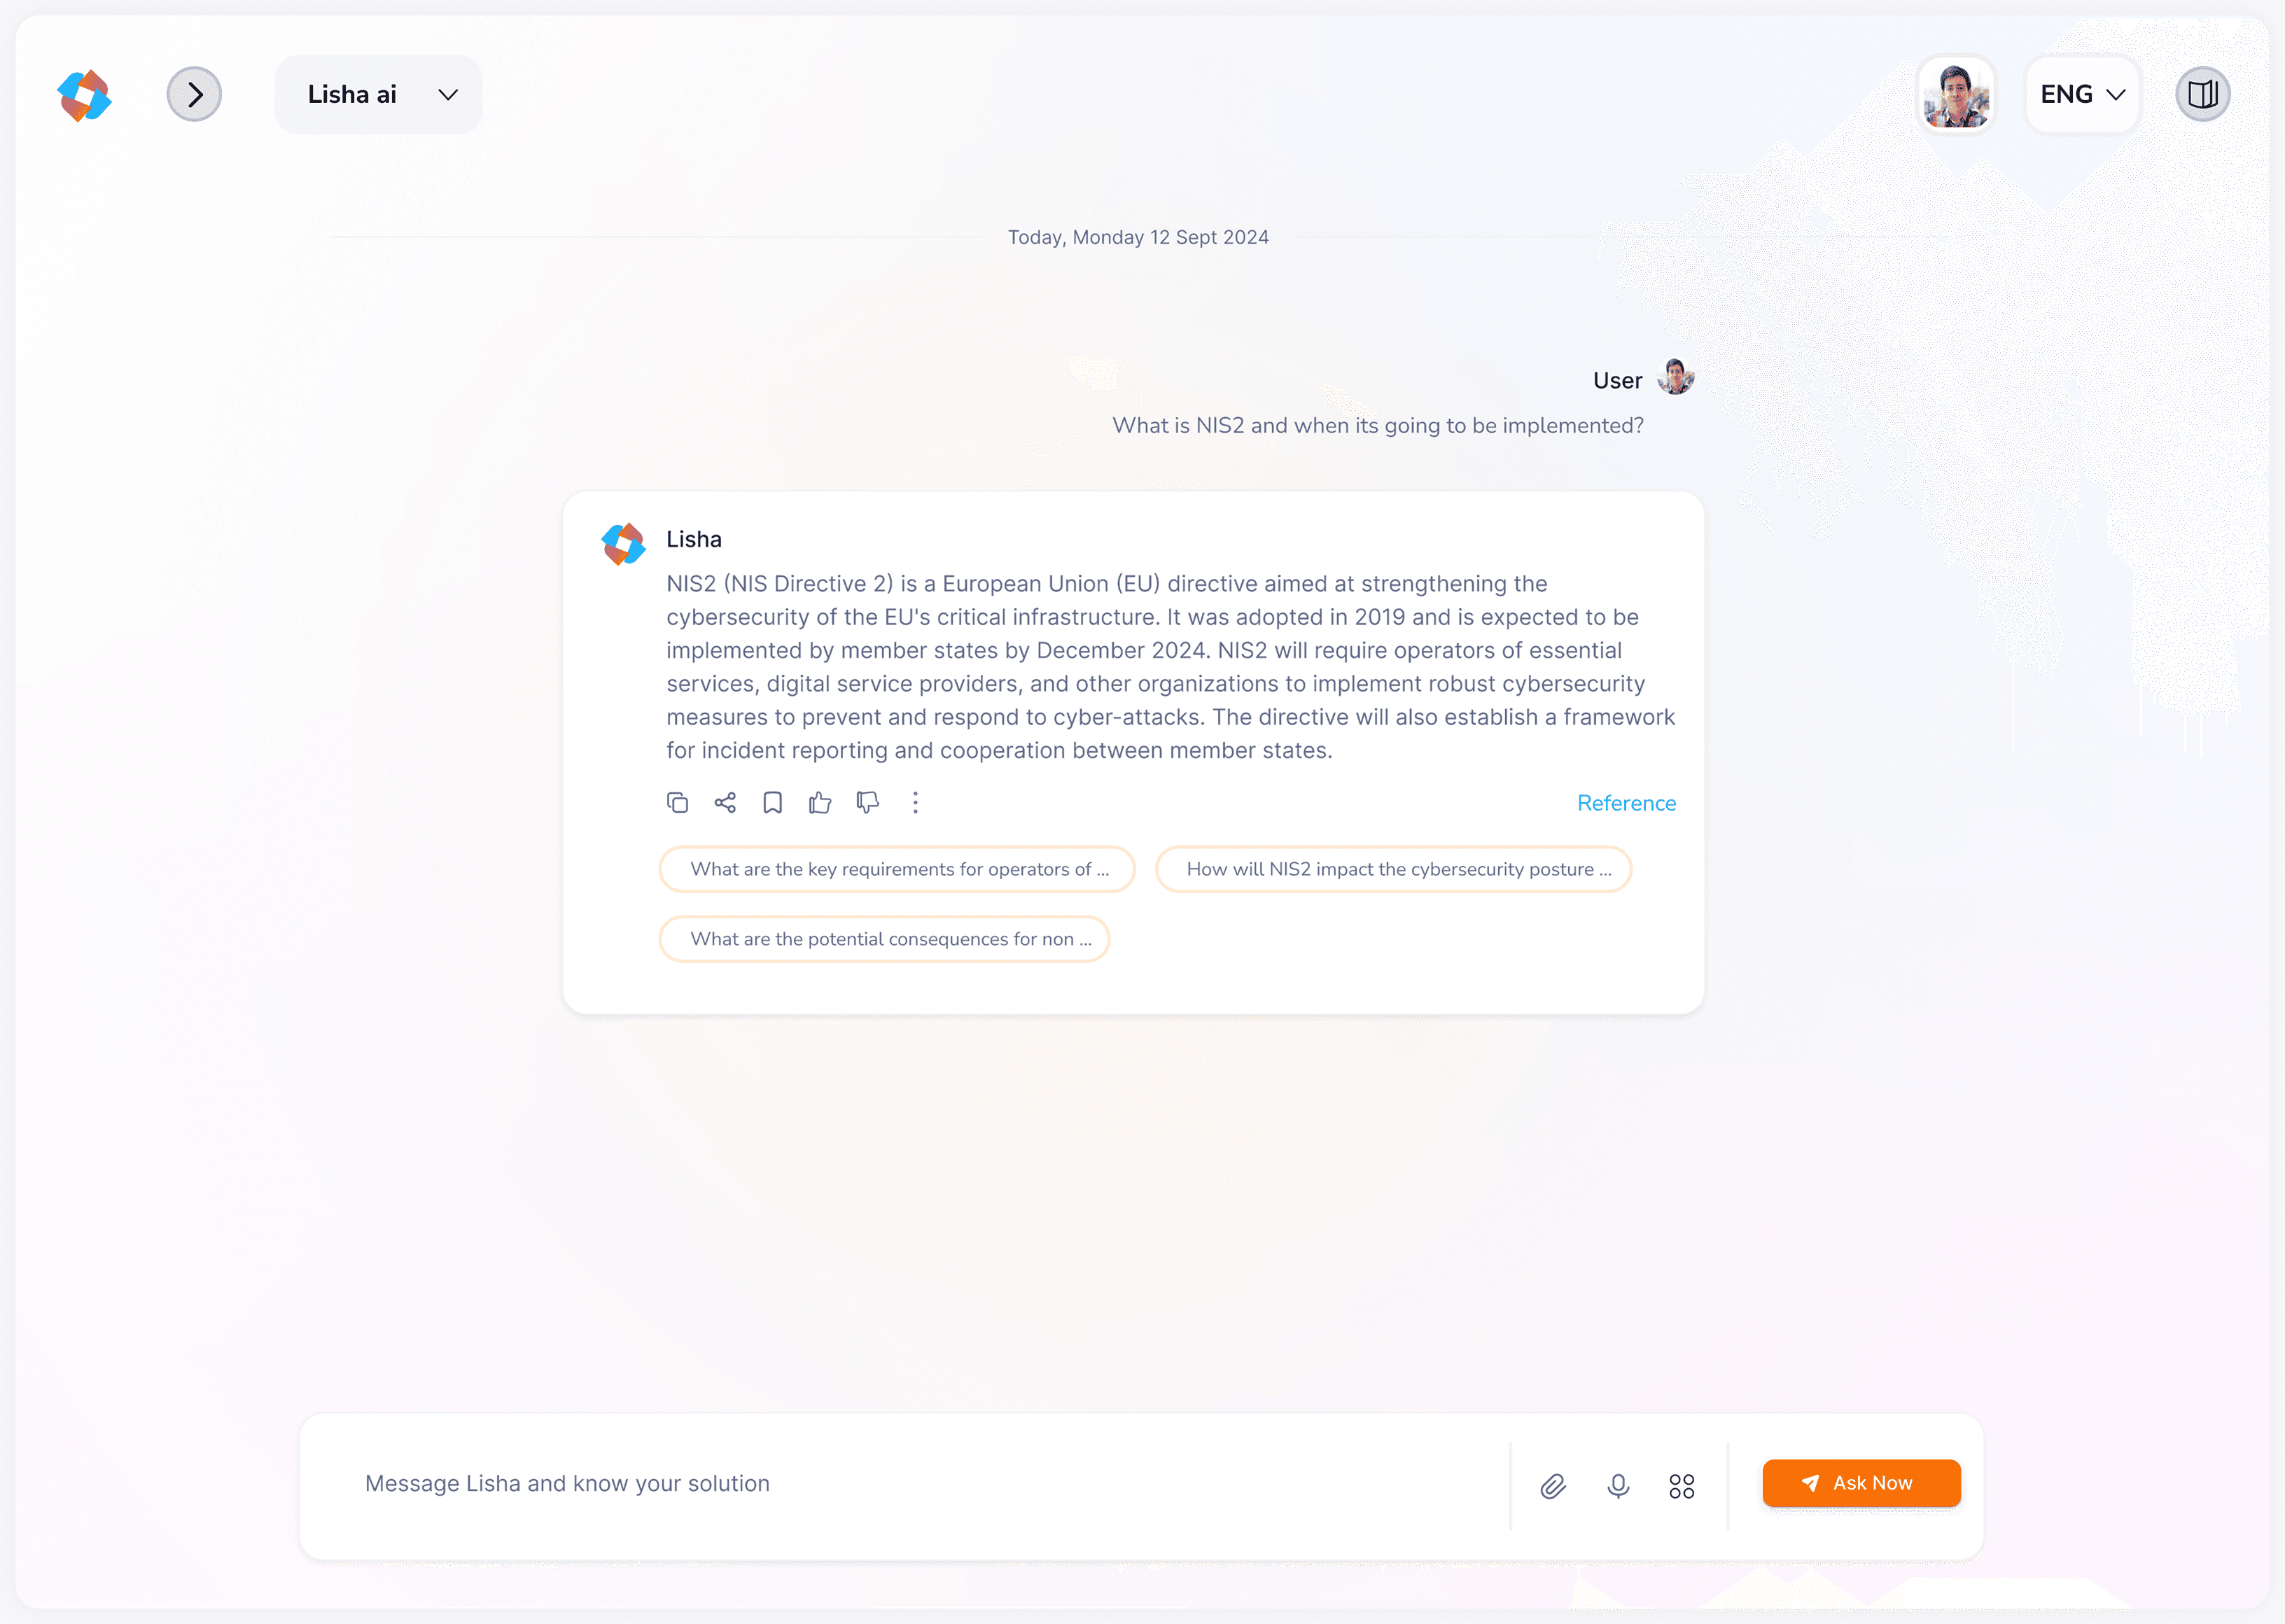 Lisha ai
ENG
Today, Monday 12 Sept 2024
User
What is NIS2 and when its going to be implemented?
Lisha
NIS2 (NIS Directive 2) is a European Union (EU) directive aimed at strengthening the
cybersecurity of the EU's critical infrastructure. It was adopted in 2019 and is expected to be
implemented by member states by December 2024. NIS2 will require operators of essential
services, digital service providers, and other organizations to implement robust cybersecurity
measures to prevent and respond to cyber-attacks. The directive will also establish a framework
for incident reporting and cooperation between member states.
Reference
What are the key requirements for operators of ...
How will NIS2 impact the cybersecurity posture ...
What are the potential consequences for non ...
Message Lisha and know your solution
Ask Now